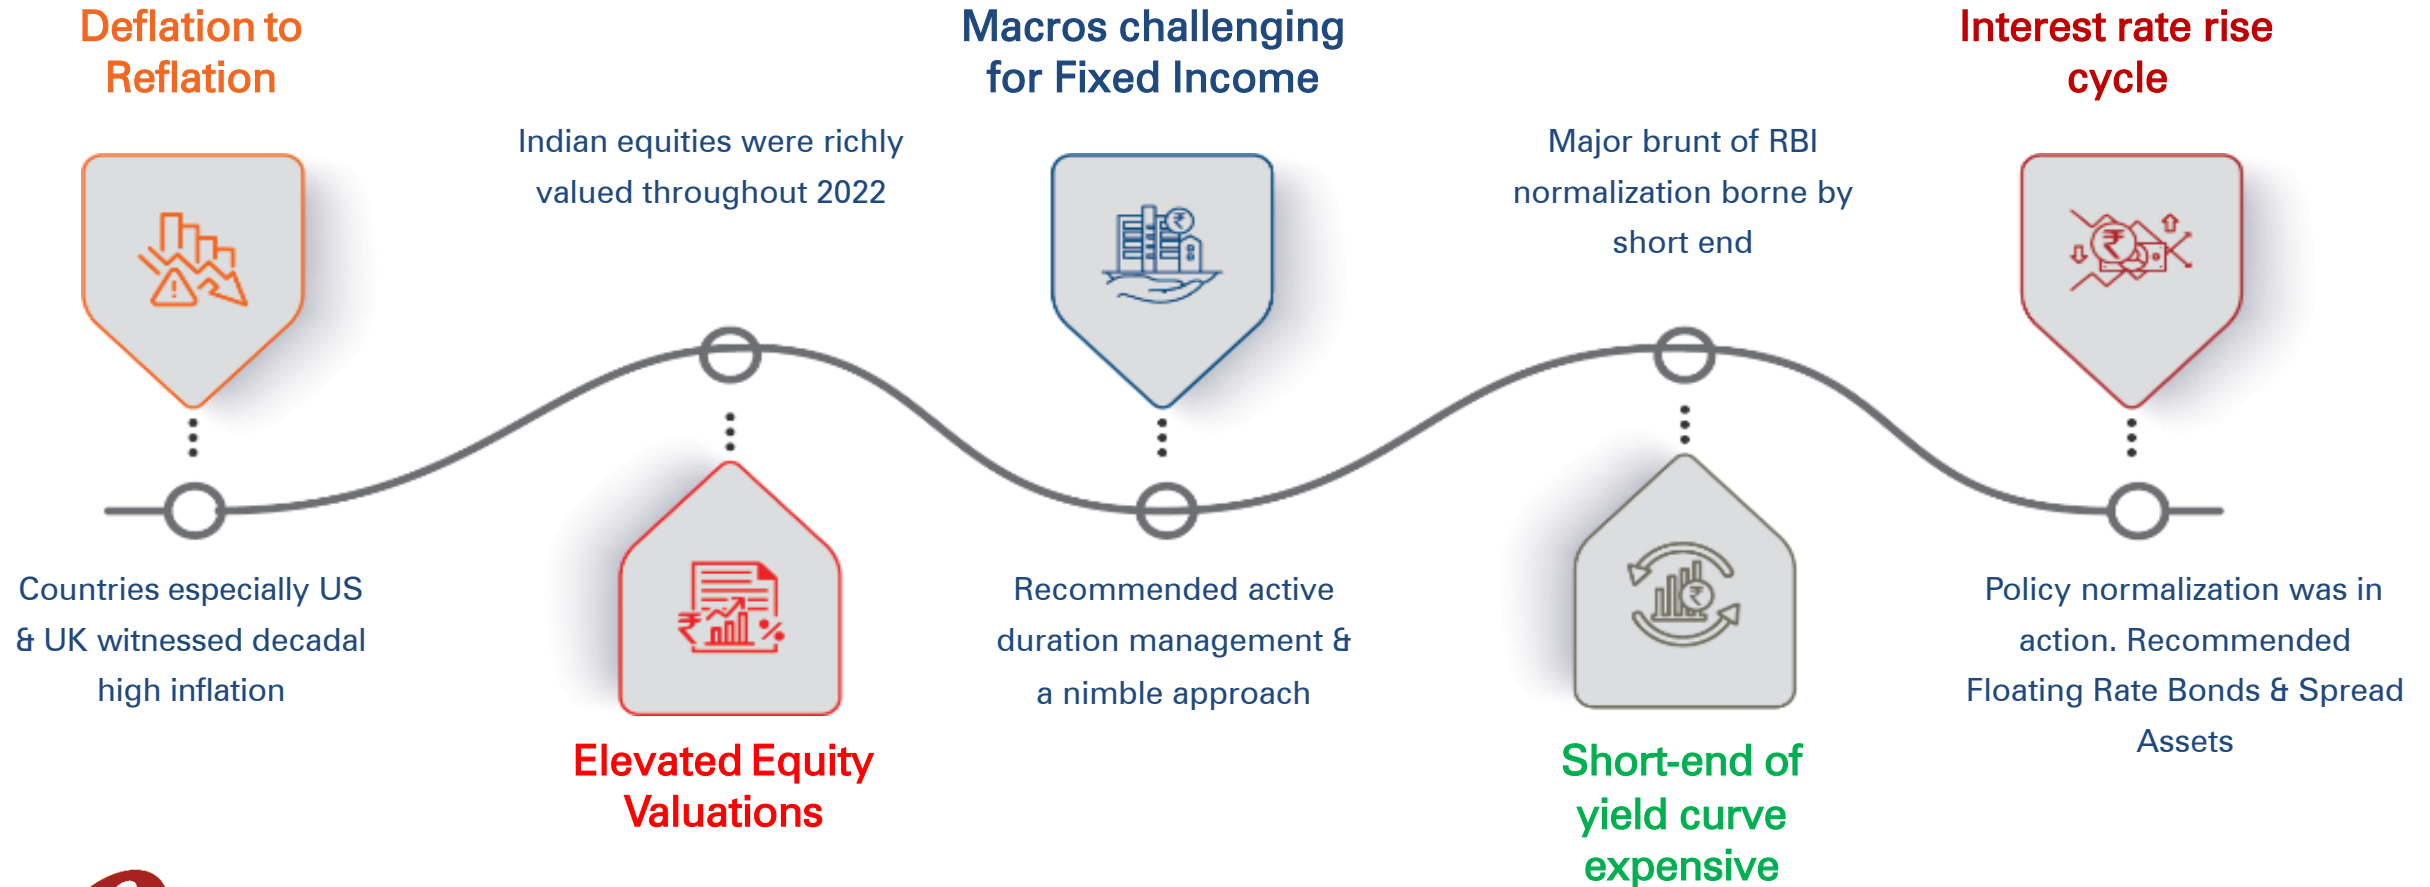 Deflation to
Reflation
Countries especially US
& UK witnessed decadal
high inflation
Indian equities were richly
valued throughout 2022
Elevated Equity
Valuations
Macros challenging
for Fixed Income
Recommended active
duration management &
a nimble approach
Major brunt of RBI
normalization borne by
short end
Short-end of
yield curve
expensive
Interest rate rise
cycle
Policy normalization was in
action. Recommended
Floating Rate Bonds & Spread
Assets